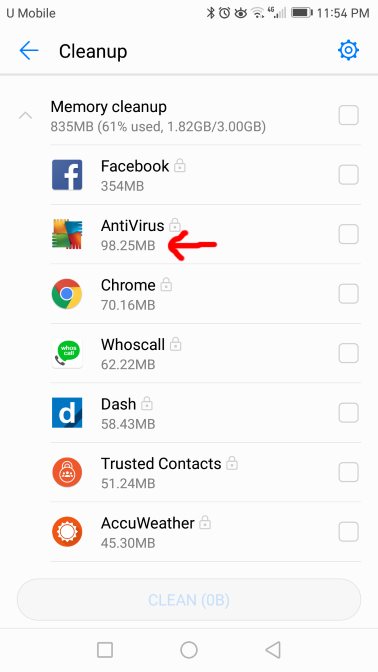 U Mobile 4G 11:54 PM
Cleanup
Memory cleanup
835MB (61% used, 1.82GB/3.00GB)
Facebook
354MB
AntiVirus
98.25MB
Chrome
70.16MB
whos
call
Whoscall
62.22MB
d
Dash
58.43MB
Trusted Contacts
51.24MB
AccuWeather
45.30MB
CLEAN (0B)